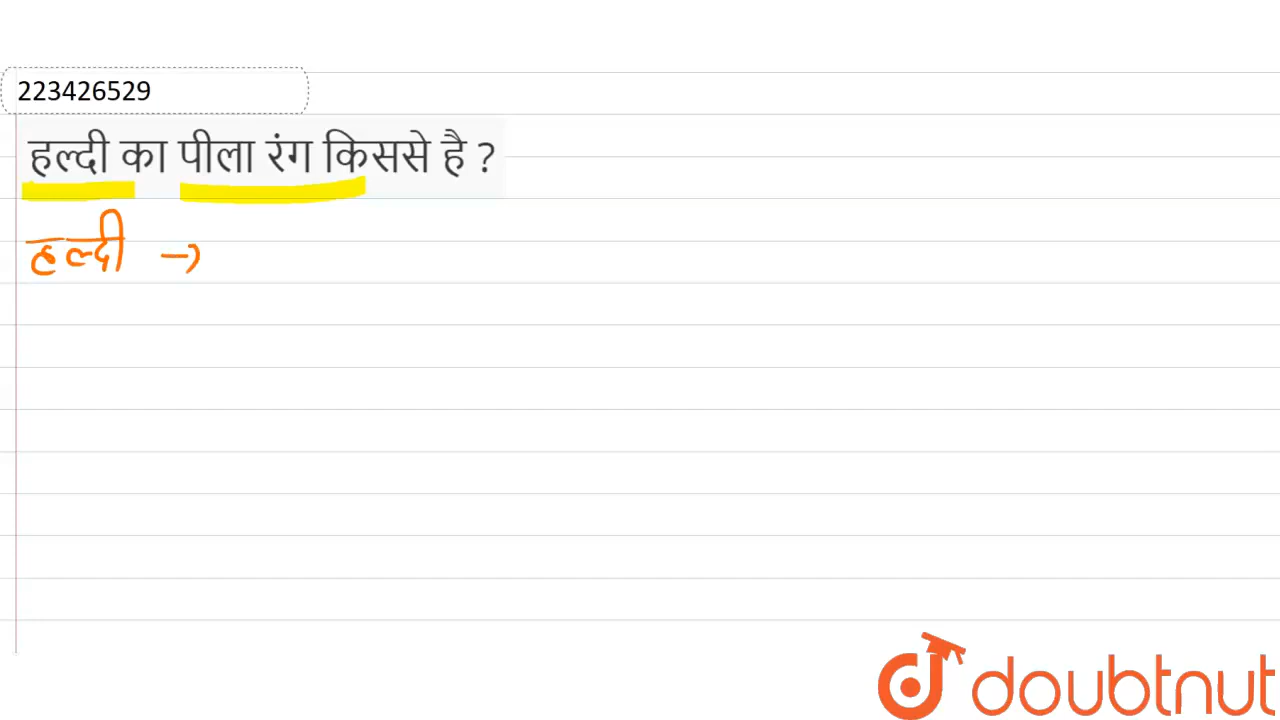 223426529
हल्दी का पीला रंग किससे है ?
हल्दी →
doubtnut